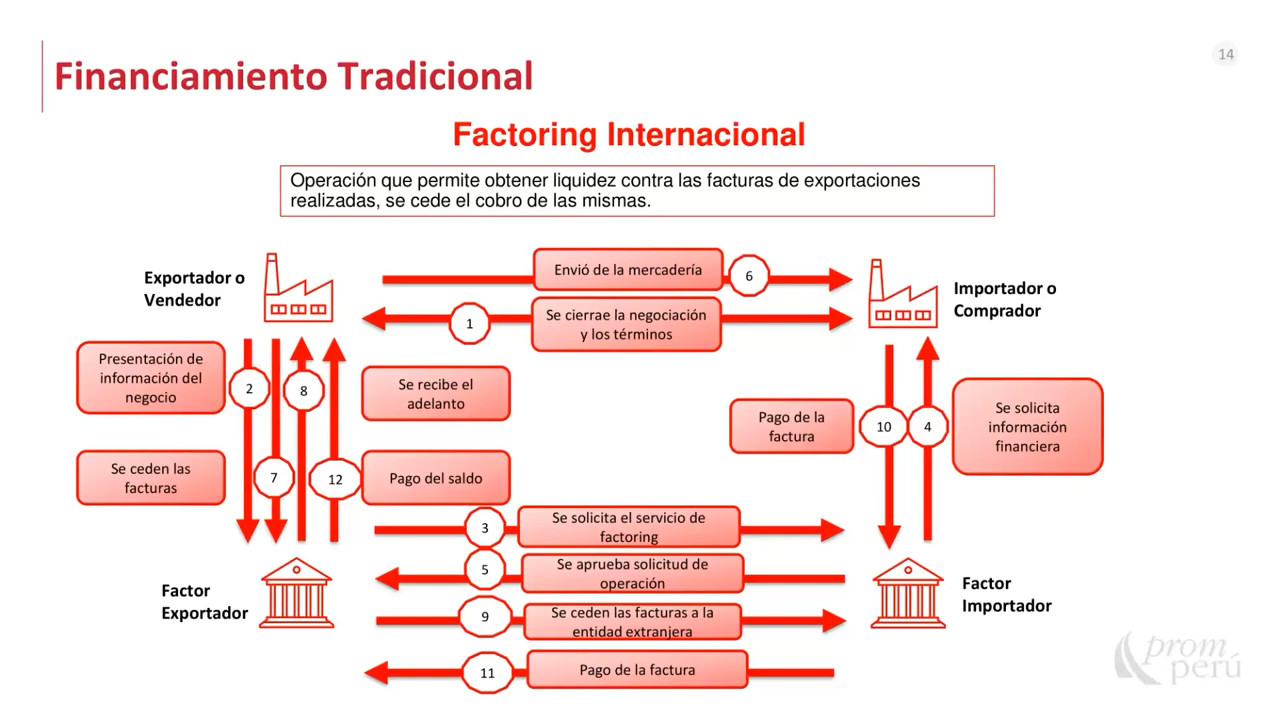 14
Financiamiento Tradicional
Factoring Internacional
Operación que permite obtener liquidez contra las facturas de exportaciones
realizadas, se cede el cobro de las mismas.
Exportador o
Vendedor
Envió de la mercadería
6
Importador o
Comprador
1
Se cierrae la negociación
y los términos
Presentación de
información del
negocio
2
8
Se recibe el
adelanto
Pago de la
factura
10
4
Se solicita
información
financiera
Se ceden las
facturas
7
12
Pago del saldo
3
Se solicita el servicio de
factoring
5
Se aprueba solicitud de
operación
Factor
Exportador
Factor
Importador
9
Se ceden las facturas a la
entidad extranjera
11
Pago de la factura
prom
perú